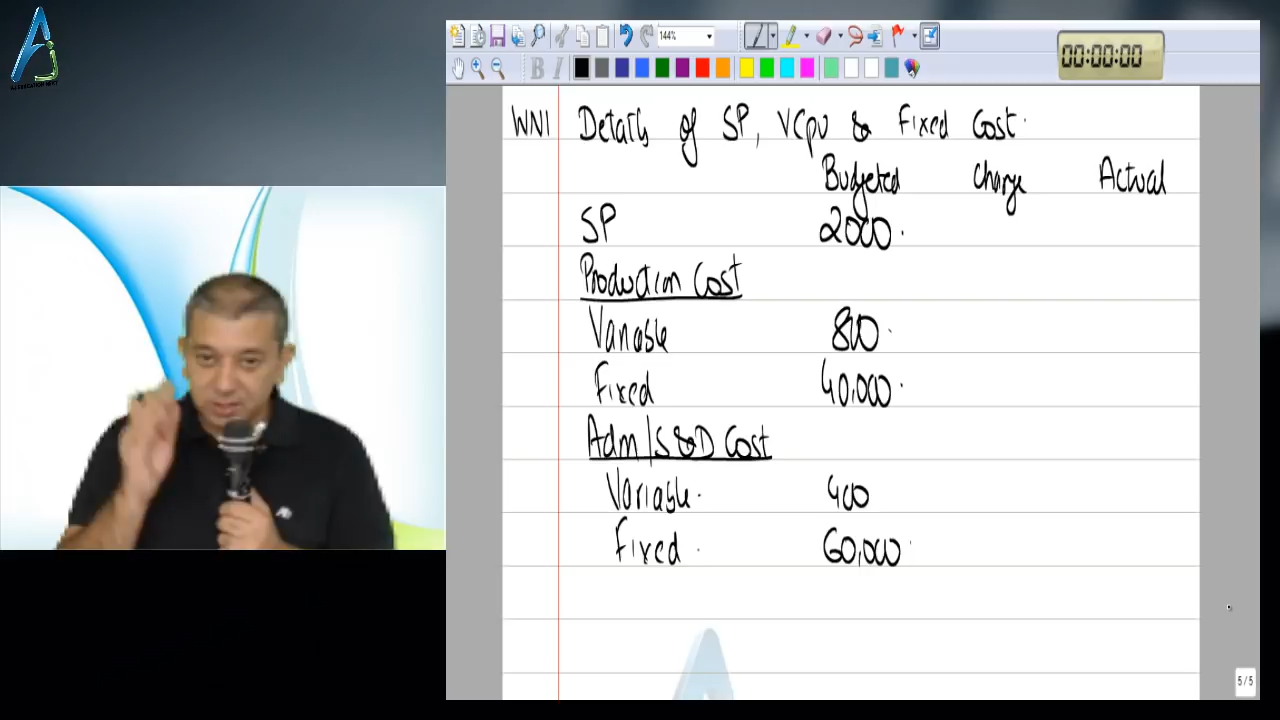 144%
00:00:00
WN1 Details of SP, VCpu & Fixed Cost.
Budgeted Change Actual
SP 2000.
Production Cost
Variable 800.
Fixed 40,000.
Adm/S&D Cost
Variable. 400
Fixed. 60,000.
5/5